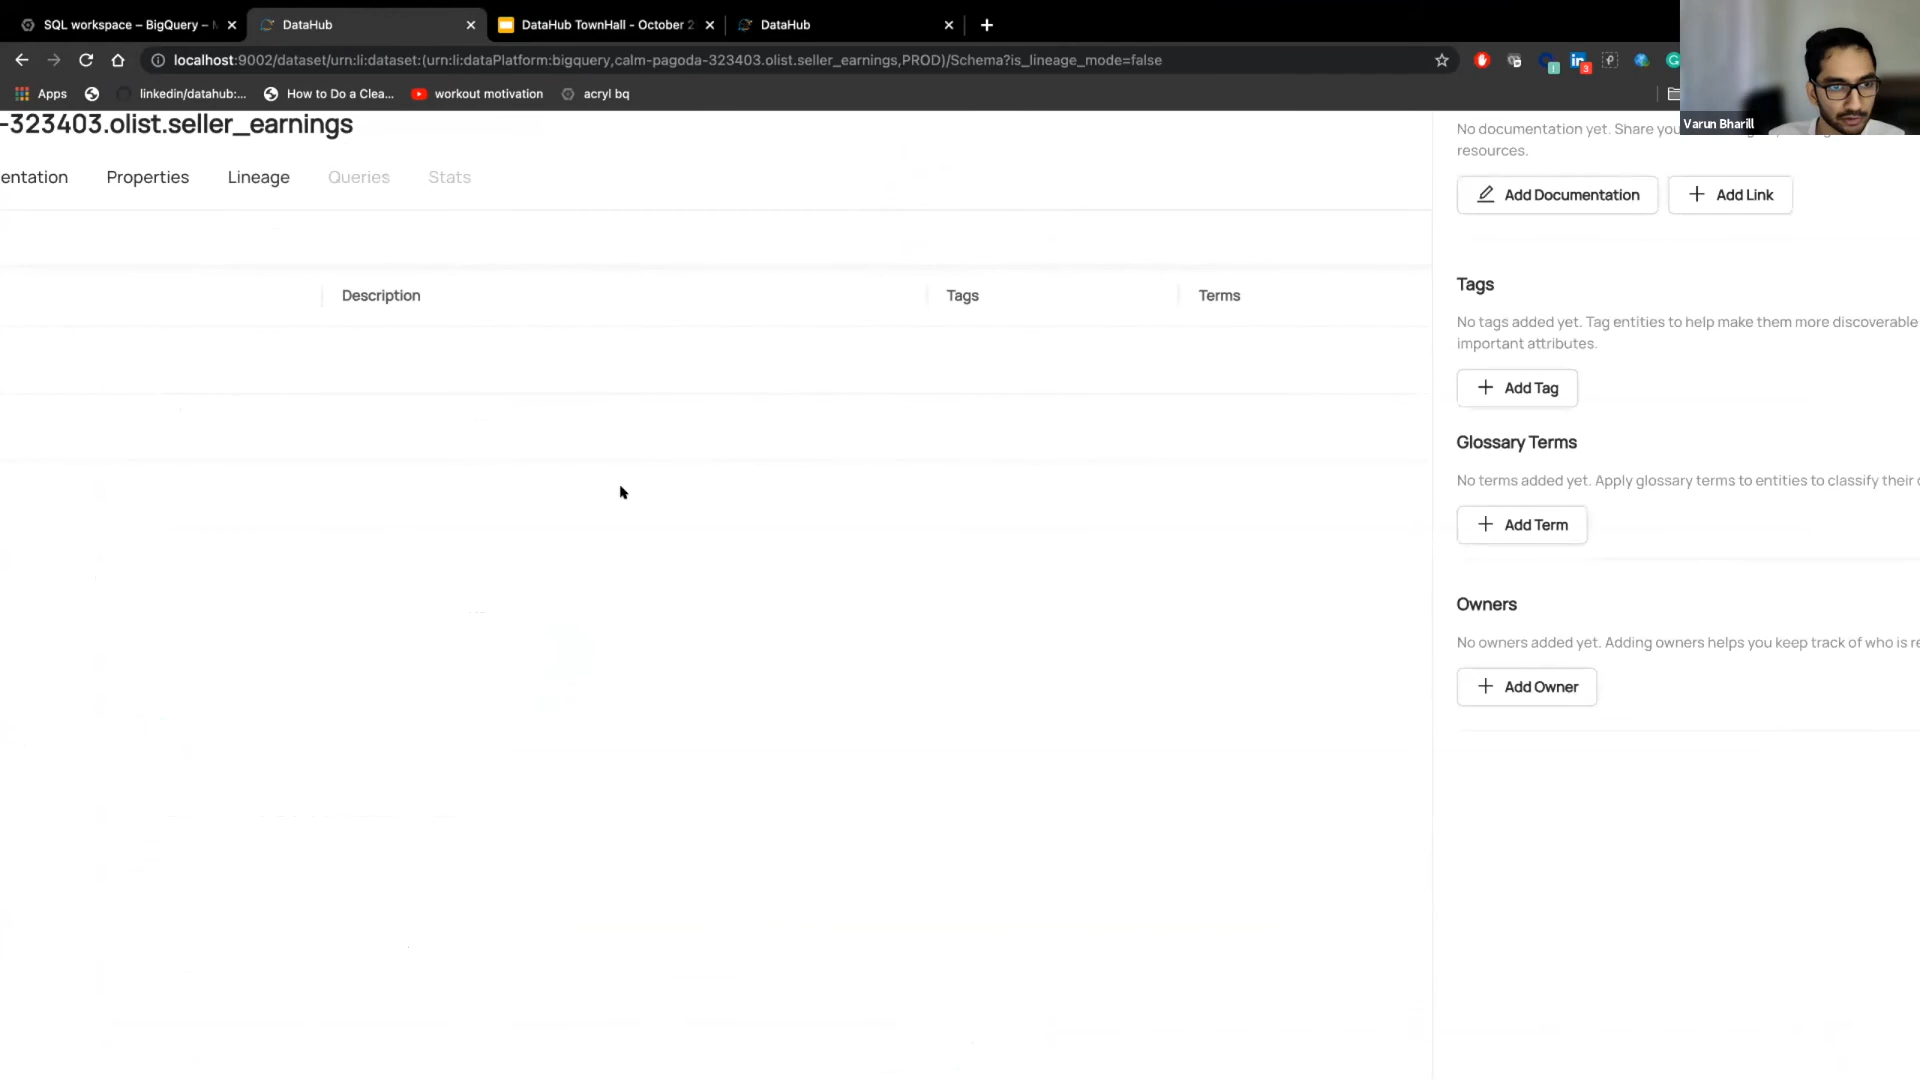 SQL workspace – BigQuery –
DataHub
DataHub TownHall - October 2
DataHub
localhost:9002/dataset/urn:li:dataset:(urn:li:dataPlatform:bigquery,calm-pagoda-323403.olist.seller_earnings,PROD)/Schema?is_lineage_mode=false
Apps
linkedin/datahub:...
How to Do a Clea...
workout motivation
acryl bq
Varun Bharill
-323403.olist.seller_earnings
entation
Properties
Lineage
Queries
Stats
Description
Tags
Terms
No documentation yet. Share you
resources.
Add Documentation
Add Link
Tags
No tags added yet. Tag entities to help make them more discoverable
important attributes.
Add Tag
Glossary Terms
No terms added yet. Apply glossary terms to entities to classify their
Add Term
Owners
No owners added yet. Adding owners helps you keep track of who is re
Add Owner